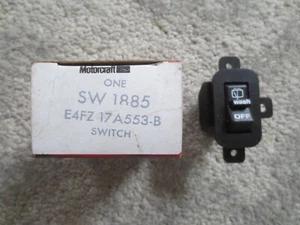 Motorcraft
ONE
SW 1885
E4FZ 17A553-B
SWITCH
wash
OFF